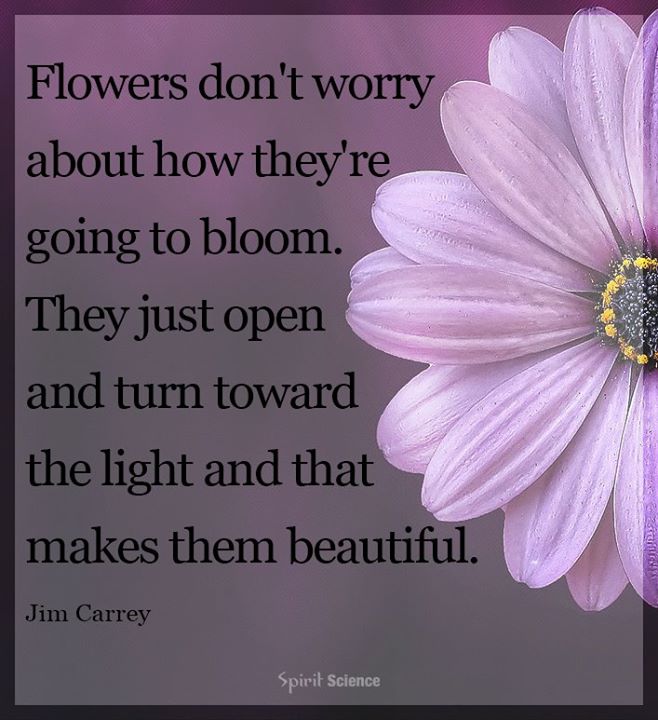 Flowers don't worry
about how they're
going to bloom.
They just open
and turn toward
the light and that
makes them beautiful.
Jim Carrey
Spirit Science